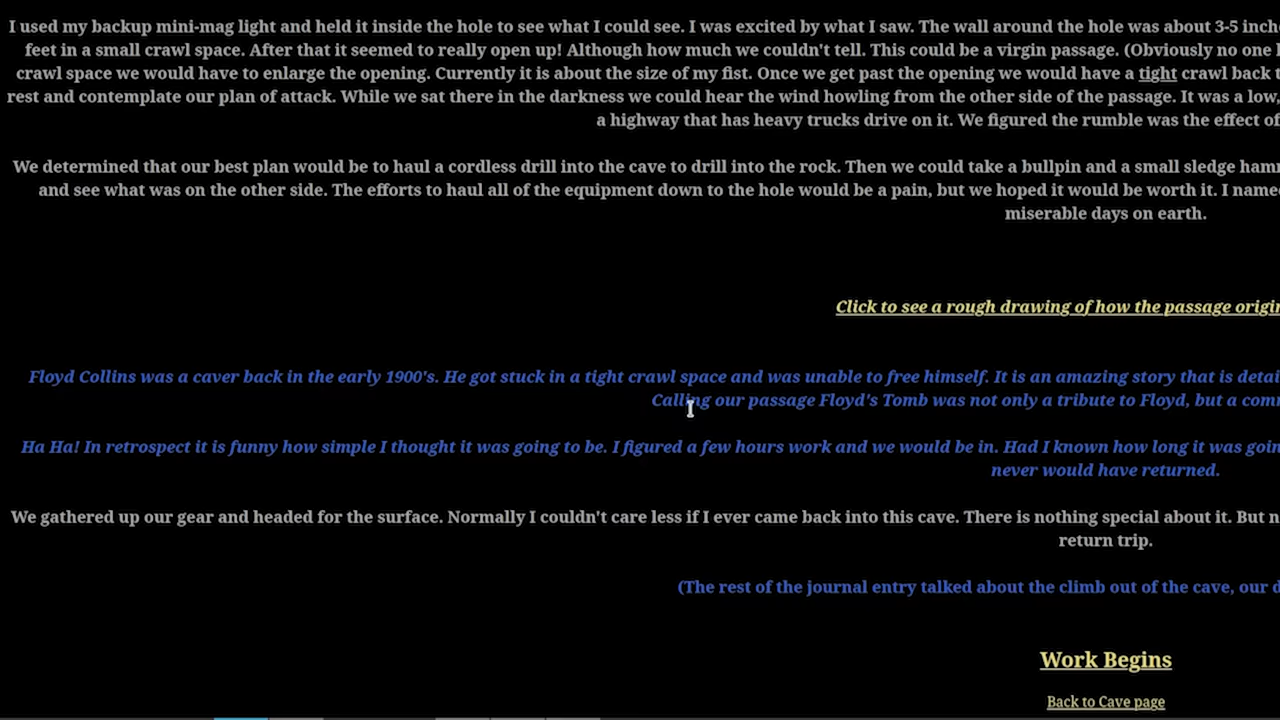 I used my backup mini-mag light and held it inside the hole to see what I could see. I was excited by what I saw. The wall around the hole was about 3-5
feet in a small crawl space. After that it seemed to really open up! Although how much we couldn't tell. This could be a virgin passage. (Obviously no one
crawl space we would have to enlarge the opening. Currently it is about the size of my fist. Once we get past the opening we would have a tight crawl back
rest and contemplate our plan of attack. While we sat there in the darkness we could hear the wind howling from the other side of the passage. It was a low,
a highway that has heavy trucks drive on it. We figured the rumble was the effect of
We determined that our best plan would be to haul a cordless drill into the cave to drill into the rock. Then we could take a bullpin and a small sledge
and see what was on the other side. The efforts to haul all of the equipment down to the hole would be a pain, but we hoped it would be worth it. I
miserable days on earth.
Click to see a rough drawing of how the passage
Floyd Collins was a caver back in the early 1900's. He got stuck in a tight crawl space and was unable to free himself. It is an amazing story that is
Calling our passage Floyd's Tomb was not only a tribute to Floyd, but a
Ha Ha! In retrospect it is funny how simple I thought it was going to be. I figured a few hours work and we would be in. Had I known how long it was
never would have returned.
We gathered up our gear and headed for the surface. Normally I couldn't care less if I ever came back into this cave. There is nothing special about it. But
return trip.
(The rest of the journal entry talked about the climb out of the cave, our
Work Begins
Back to Cave page